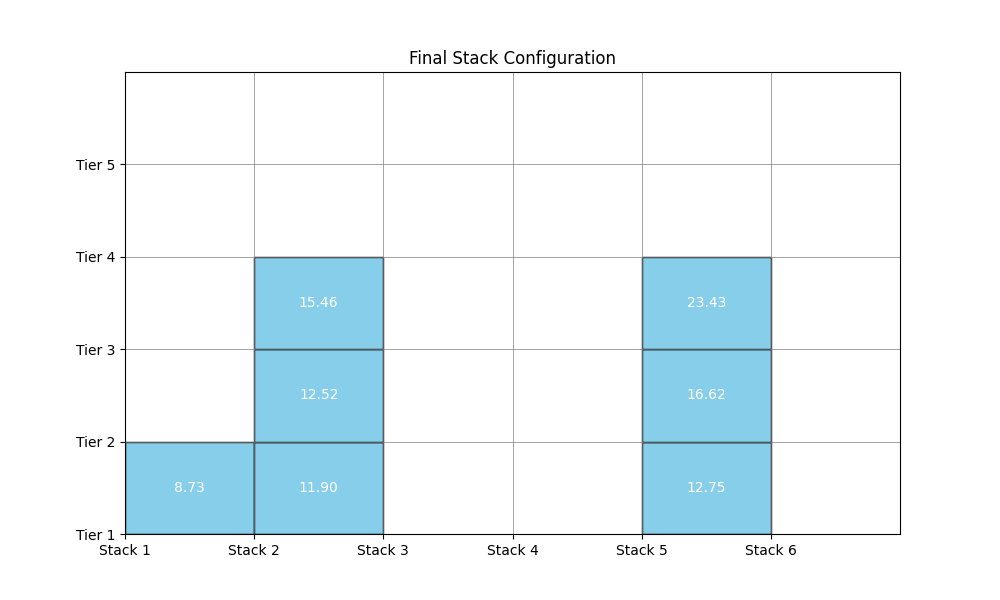 Final Stack Configuration
Tier 5
Tier 4
15.46 23.43
Tier 3
12.52 16.62
Tier 2
8.73 11.90 12.75
Tier 1
Stack 1 Stack 2 Stack 3 Stack 4 Stack 5 Stack 6